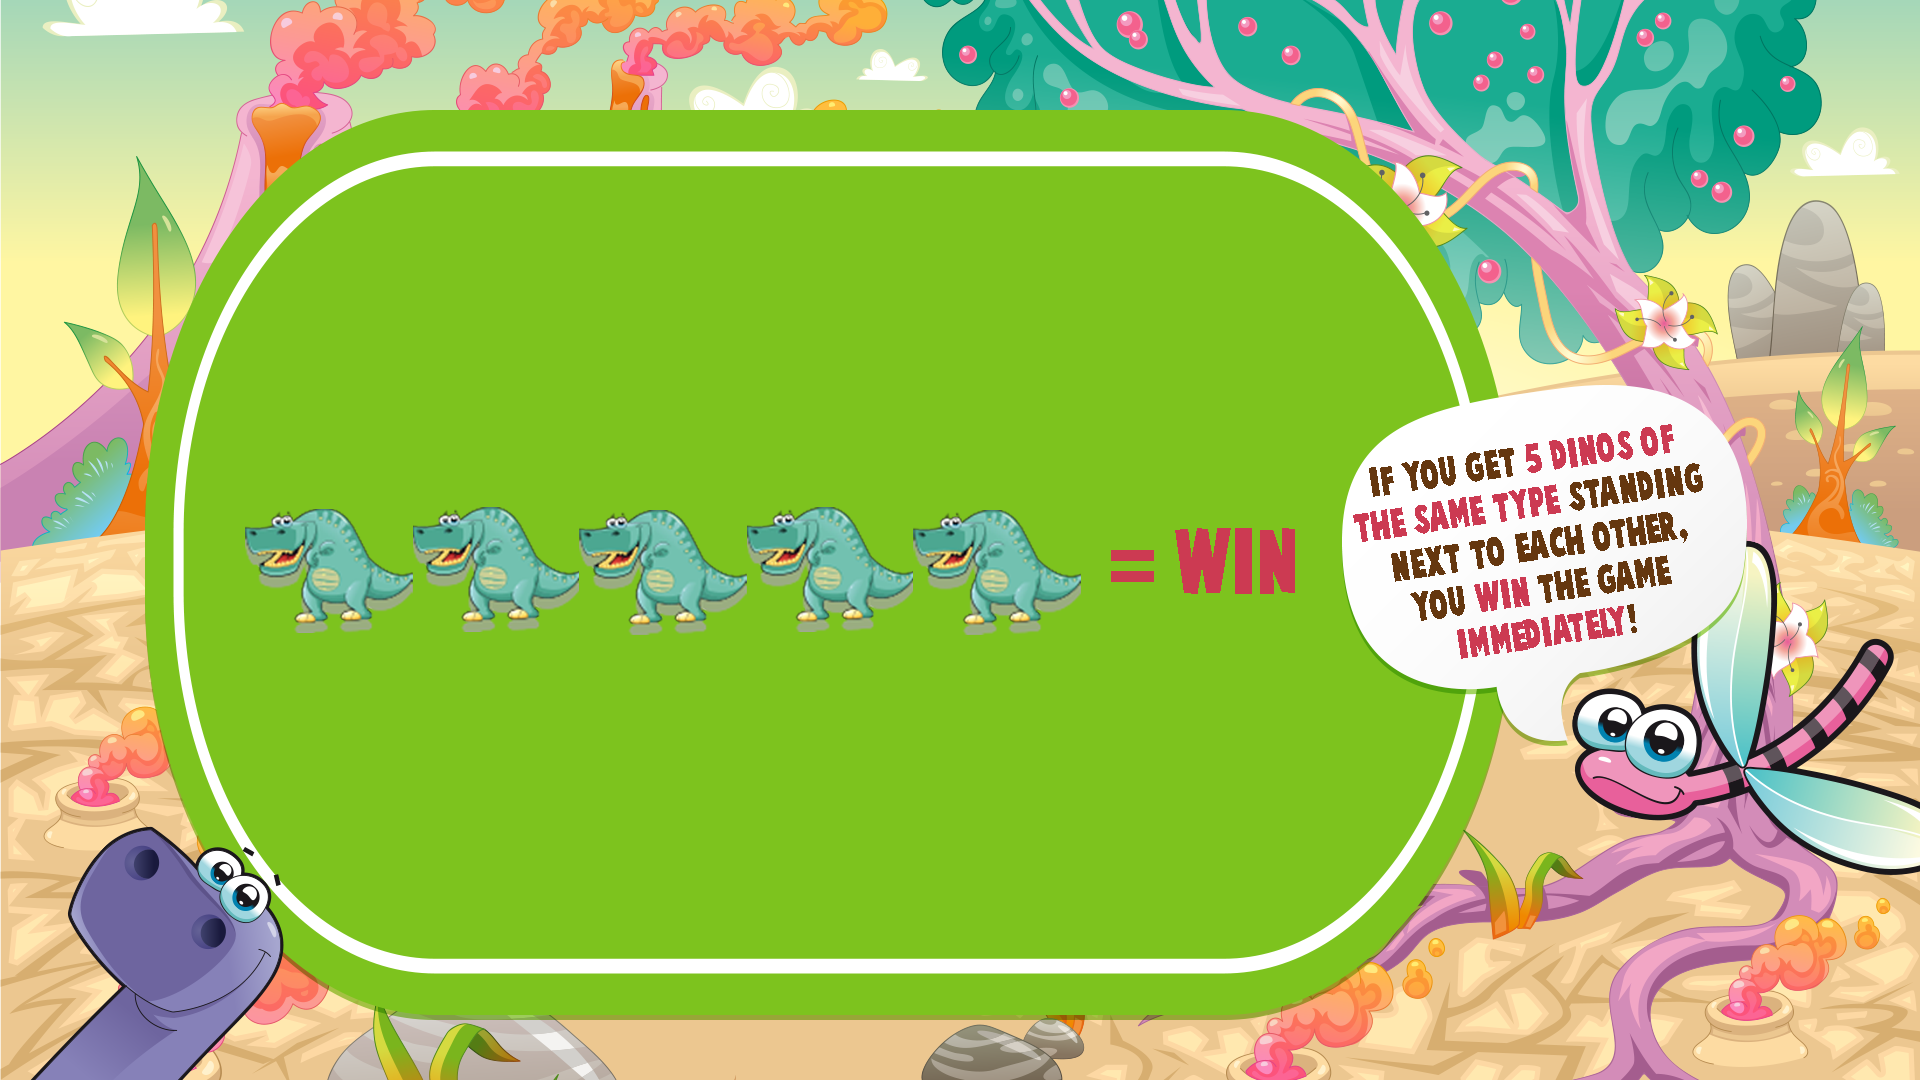 = WIN
IF YOU GET 5 DINOS OF
THE SAME TYPE STANDING
NEXT TO EACH OTHER,
YOU WIN THE GAME
IMMEDIATELY!